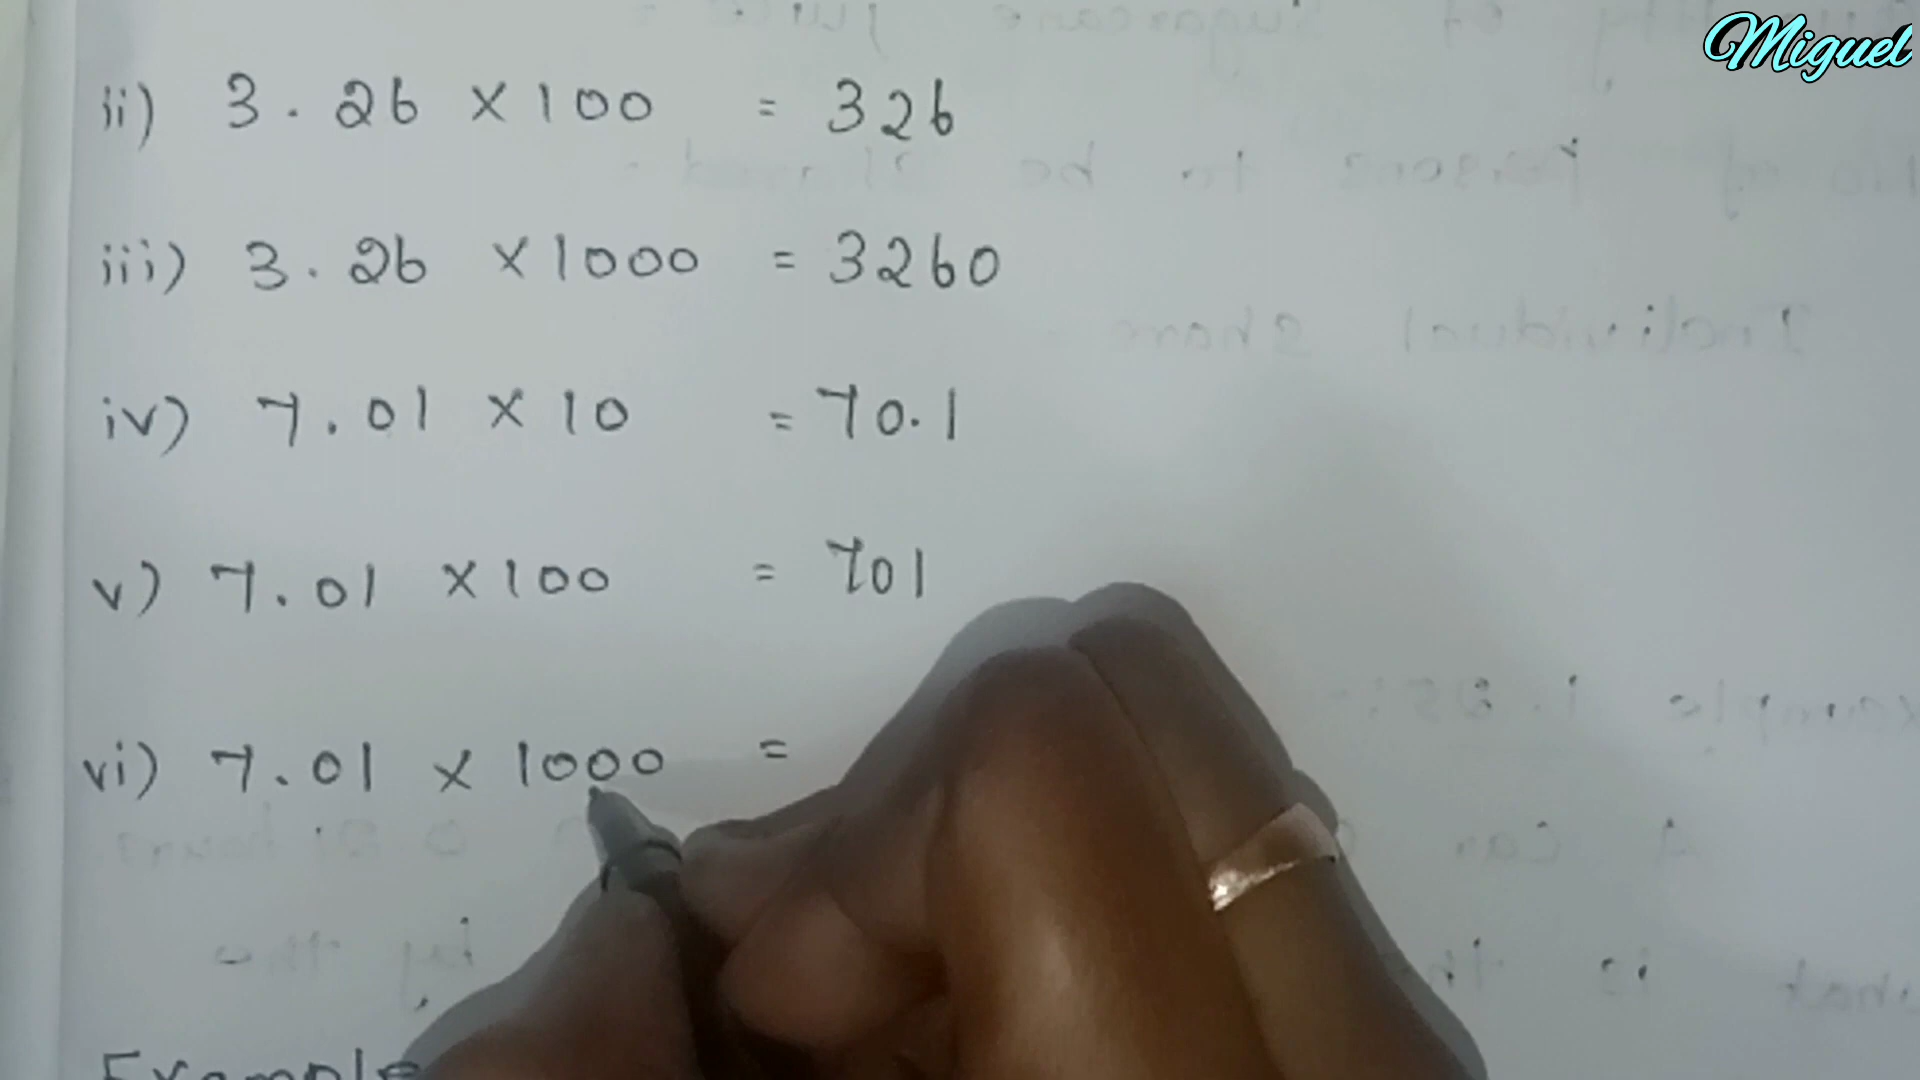 Miguel
ii) 3.26 × 100 = 326
iii) 3.26 × 1000 = 3260
iv) 7.01 × 10 = 70.1
v) 7.01 × 100 = 701
vi) 7.01 × 1000 =
Example